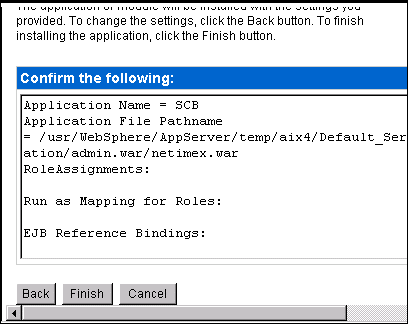 The application or module will be installed with the settings you
provided. To change the settings, click the Back button. To finish
installing the application, click the Finish button.
Confirm the following:
Application Name = SCB
Application File Pathname
= /usr/WebSphere/AppServer/temp/aix4/Default_Ser
ation/admin.war/netimex.war
RoleAssignments:
Run as Mapping for Roles:
EJB Reference Bindings:
Back Finish Cancel